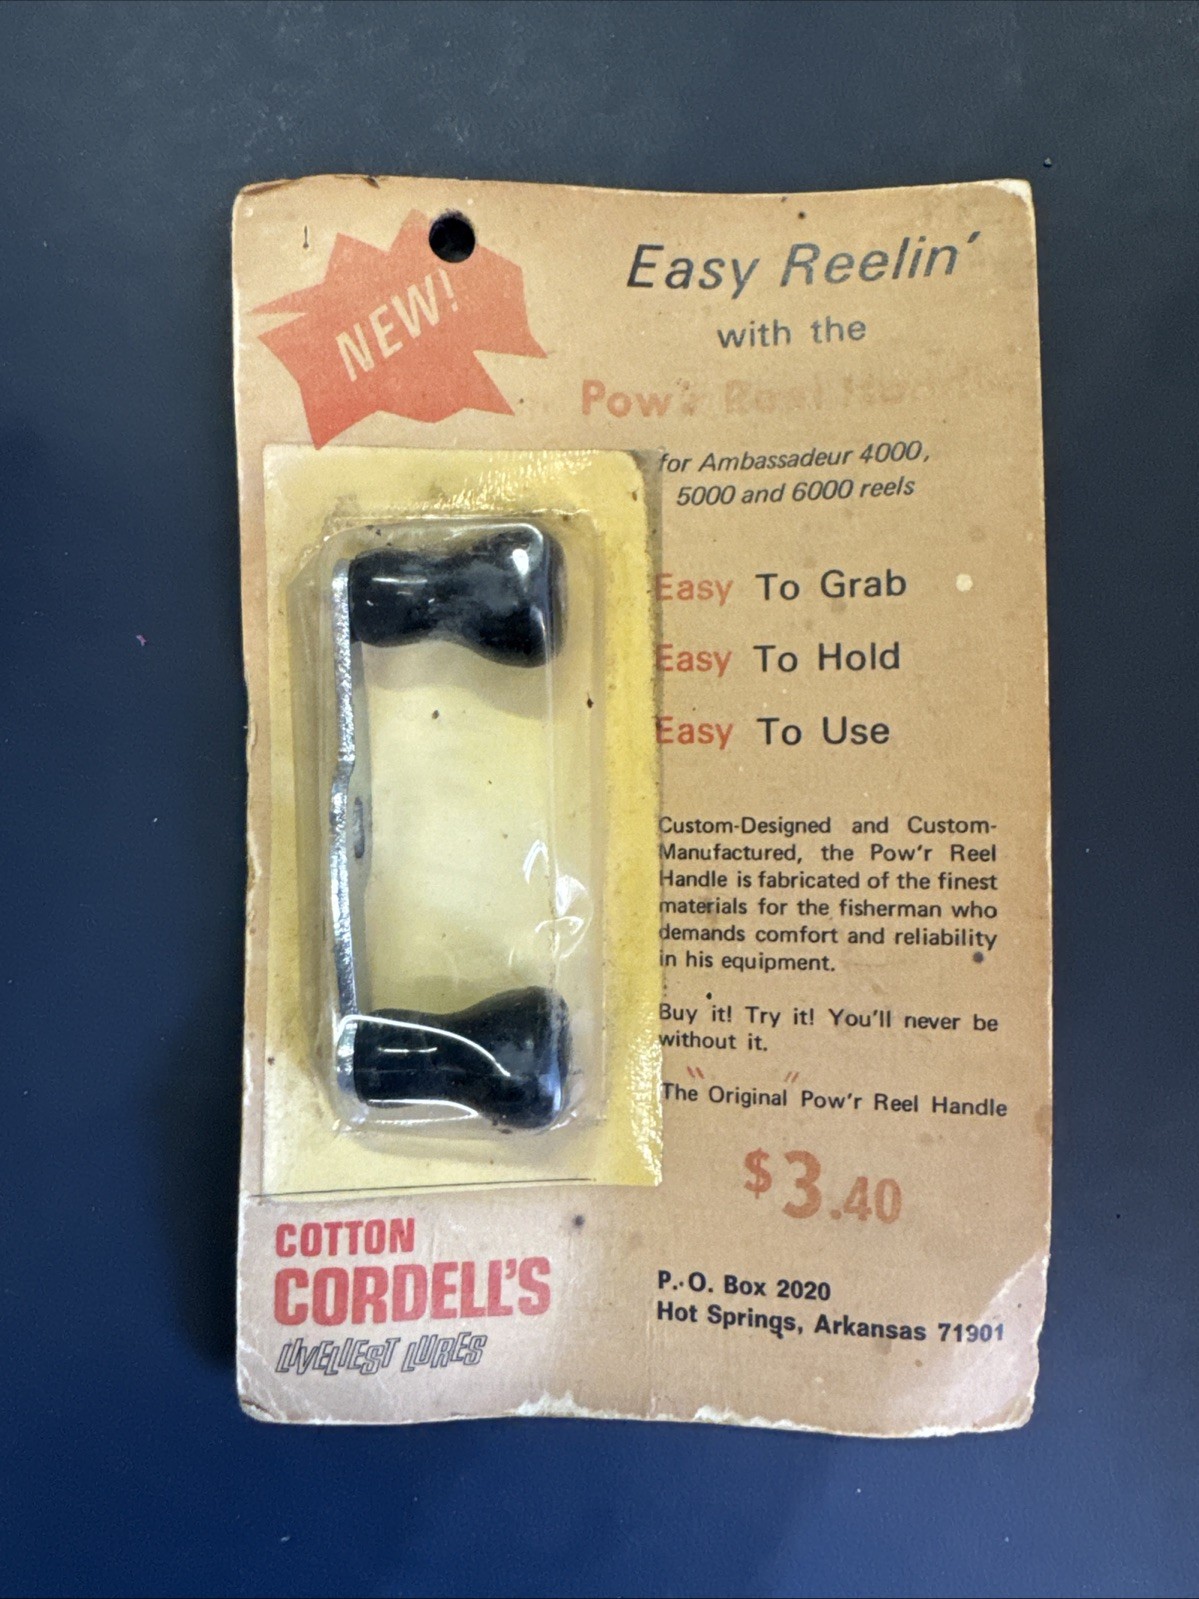 NEW!
Easy Reelin'
with the
Pow'r Reel Handle
for Ambassadeur 4000,
5000 and 6000 reels
Easy To Grab
Easy To Hold
Easy To Use
Custom-Designed and Custom-
Manufactured, the Pow'r Reel
Handle is fabricated of the finest
materials for the fisherman who
demands comfort and reliability
in his equipment.
Buy it! Try it! You'll never be
without it.
The "Original" Pow'r Reel Handle
$3.40
COTTON
CORDELL'S
LIVELIEST LURES
P. O. Box 2020
Hot Springs, Arkansas 71901